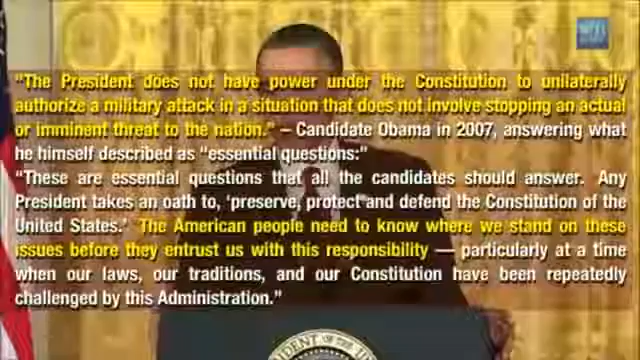 "The President does not have power under the Constitution to unilaterally
authorize a military attack in a situation that does not involve stopping an actual
or imminent threat to the nation." – Candidate Obama in 2007, answering what
he himself described as "essential questions:"
"These are essential questions that all the candidates should answer. Any
President takes an oath to, 'preserve, protect and defend the Constitution of the
United States.' The American people need to know where we stand on these
issues before they entrust us with this responsibility — particularly at a time
when our laws, our traditions, and our Constitution have been repeatedly
challenged by this Administration."